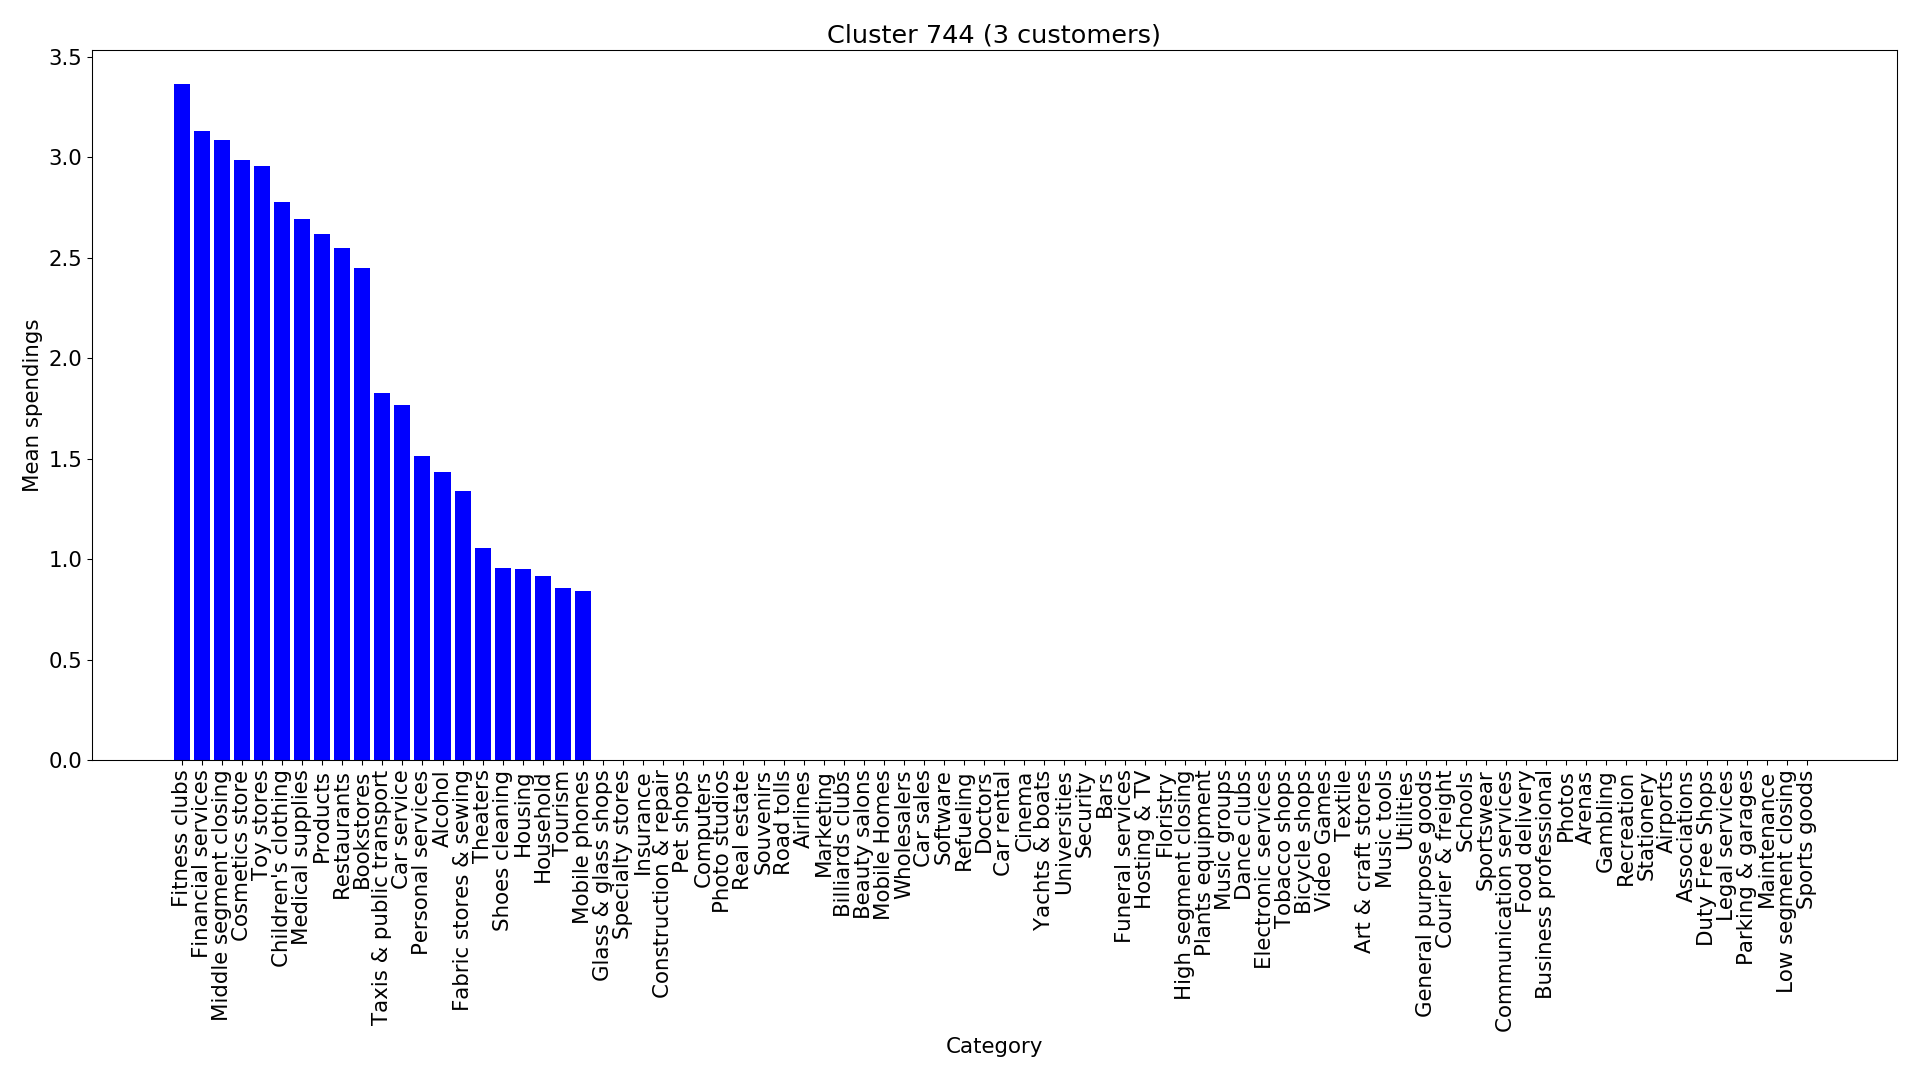 Cluster 744 (3 customers)
3.5
3.0
2.5
2.0
1.5
1.0
0.5
0.0
Mean spendings
Fitness clubs
Financial services
Middle segment closing
Cosmetics store
Toy stores
Children's clothing
Medical supplies
Products
Restaurants
Bookstores
Taxis & public transport
Car service
Personal services
Alcohol
Fabric stores & sewing
Theaters
Shoes cleaning
Housing
Household
Tourism
Mobile phones
Glass & glass shops
Specialty stores
Insurance
Construction & repair
Pet shops
Computers
Photo studios
Real estate
Souvenirs
Road tolls
Airlines
Marketing
Billiards clubs
Beauty salons
Mobile Homes
Wholesalers
Car sales
Software
Refueling
Doctors
Car rental
Cinema
Yachts & boats
Universities
Security
Bars
Funeral services
Hosting & TV
Floristry
High segment closing
Plants equipment
Music groups
Dance clubs
Electronic services
Tobacco shops
Bicycle shops
Video Games
Textile
Art & craft stores
Music tools
Utilities
General purpose goods
Courier & freight
Schools
Sportswear
Communication services
Food delivery
Business professional
Photos
Arenas
Gambling
Recreation
Stationery
Airports
Associations
Duty Free Shops
Legal services
Parking & garages
Maintenance
Low segment closing
Sports goods
Category